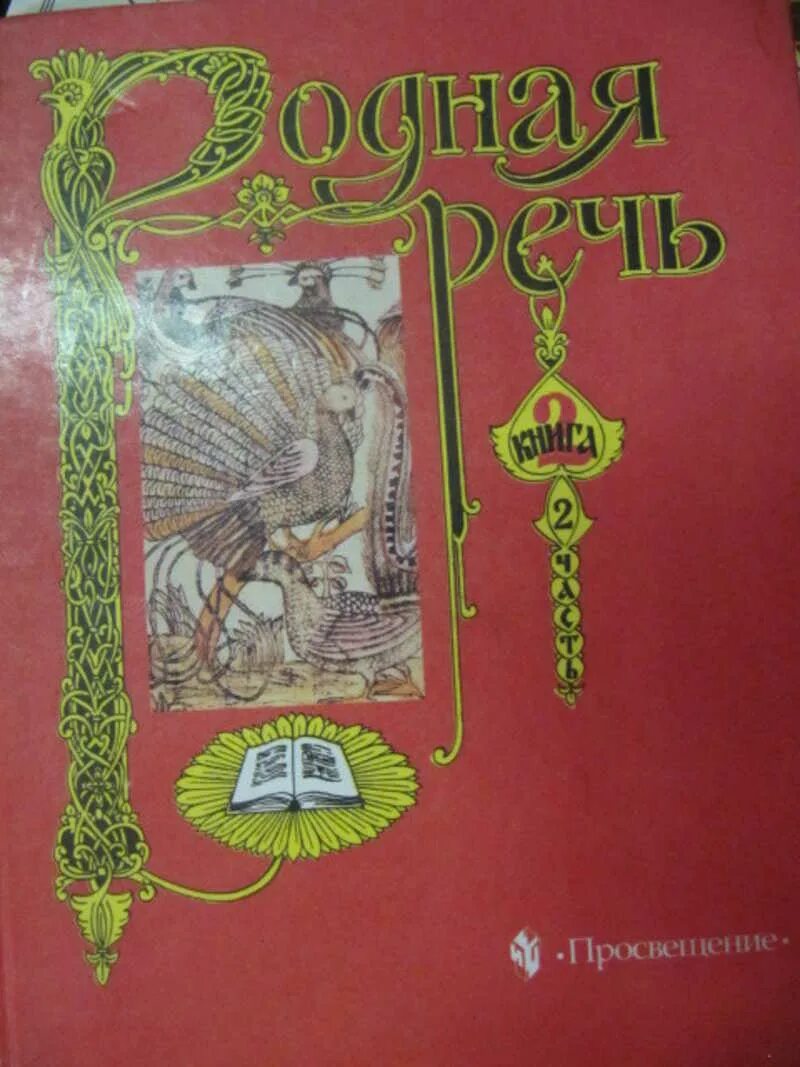 Родная
речь
2
КНИГА
2
ЧАСТЬ
·Просвещение·